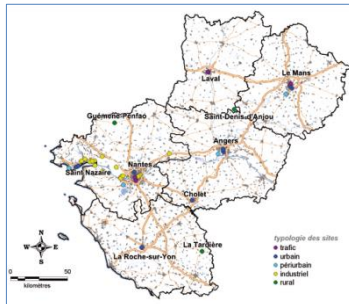 Laval
Le Mans
Saint-Denis d'Anjou
Guémené-Penfao
Angers
Nantes
Saint Nazaire
Cholet
La Tardière
La Roche-sur-Yon
typologie des sites
trafic
urbain
périurbain
industriel
rural
N
W E
S
0 50
kilomètres